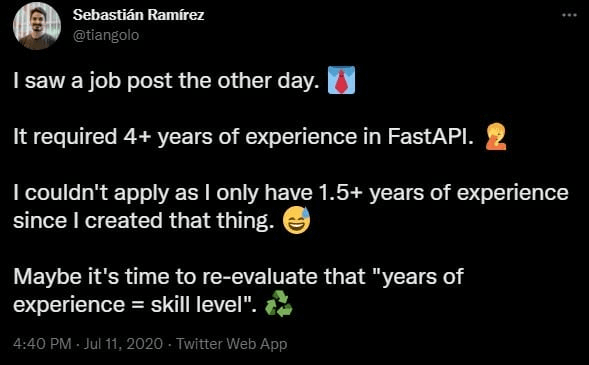 Sebastián Ramírez
@tiangolo
I saw a job post the other day. 👔
It required 4+ years of experience in FastAPI. 🤦
I couldn't apply as I only have 1.5+ years of experience
since I created that thing. 😅
Maybe it's time to re-evaluate that "years of
experience = skill level". ♻
4:40 PM · Jul 11, 2020 · Twitter Web App